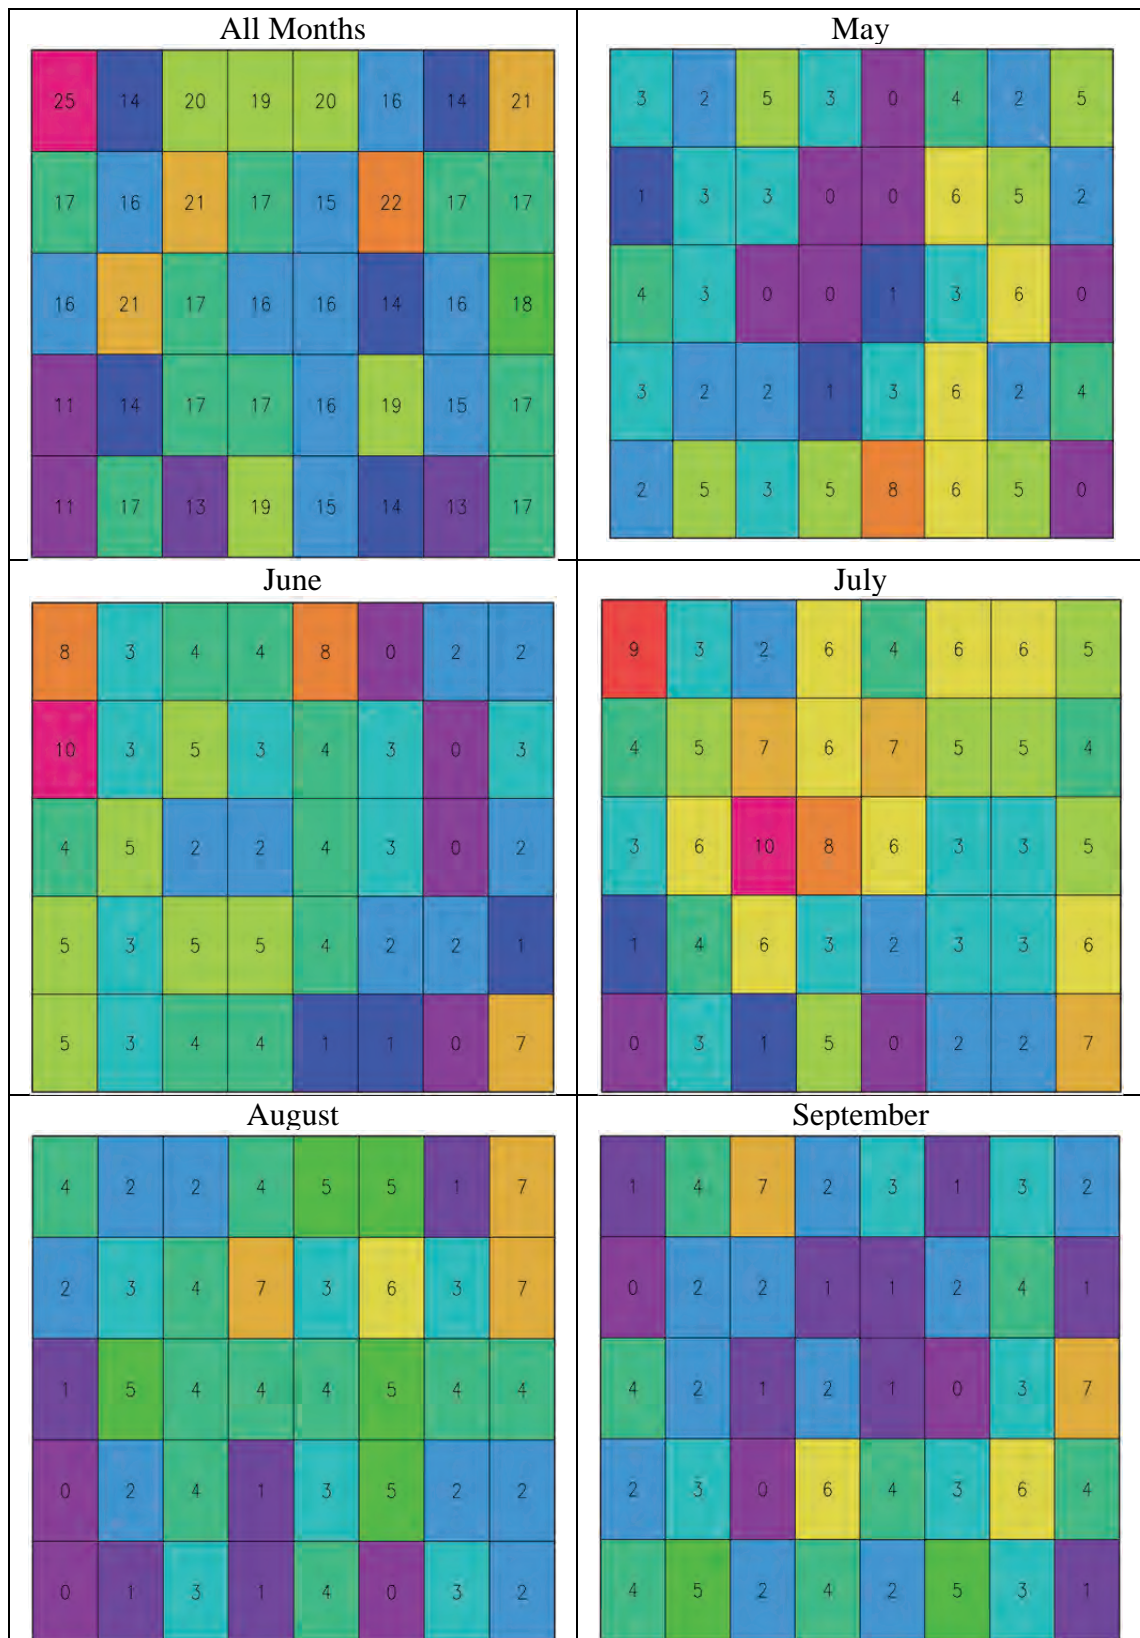 All Months
25 14 20 19 20 16 14 21
17 16 21 17 15 22 17 17
16 21 17 16 16 14 16 18
11 14 17 17 16 19 15 17
11 17 13 19 15 14 13 17
May
3 2 5 3 0 4 2 5
1 3 3 0 0 6 5 2
4 3 0 0 1 3 6 0
3 2 2 1 3 6 2 4
2 5 3 5 8 6 5 0
June
8 3 4 4 8 0 2 2
10 3 5 3 4 3 0 3
4 5 2 2 4 3 0 2
5 3 5 5 4 2 2 1
5 3 4 4 1 1 0 7
July
9 3 2 6 4 6 6 5
4 5 7 6 7 5 5 4
3 6 10 8 6 3 3 5
1 4 6 3 2 3 3 6
0 3 1 5 0 2 2 7
August
4 2 2 4 5 5 1 7
2 3 4 7 3 6 3 7
1 5 4 4 4 5 4 4
0 2 4 1 3 5 2 2
0 1 3 1 4 0 3 2
September
1 4 7 2 3 1 3 2
0 2 2 1 1 2 4 1
4 2 1 2 1 0 3 7
2 3 0 6 4 3 6 4
4 5 2 4 2 5 3 1